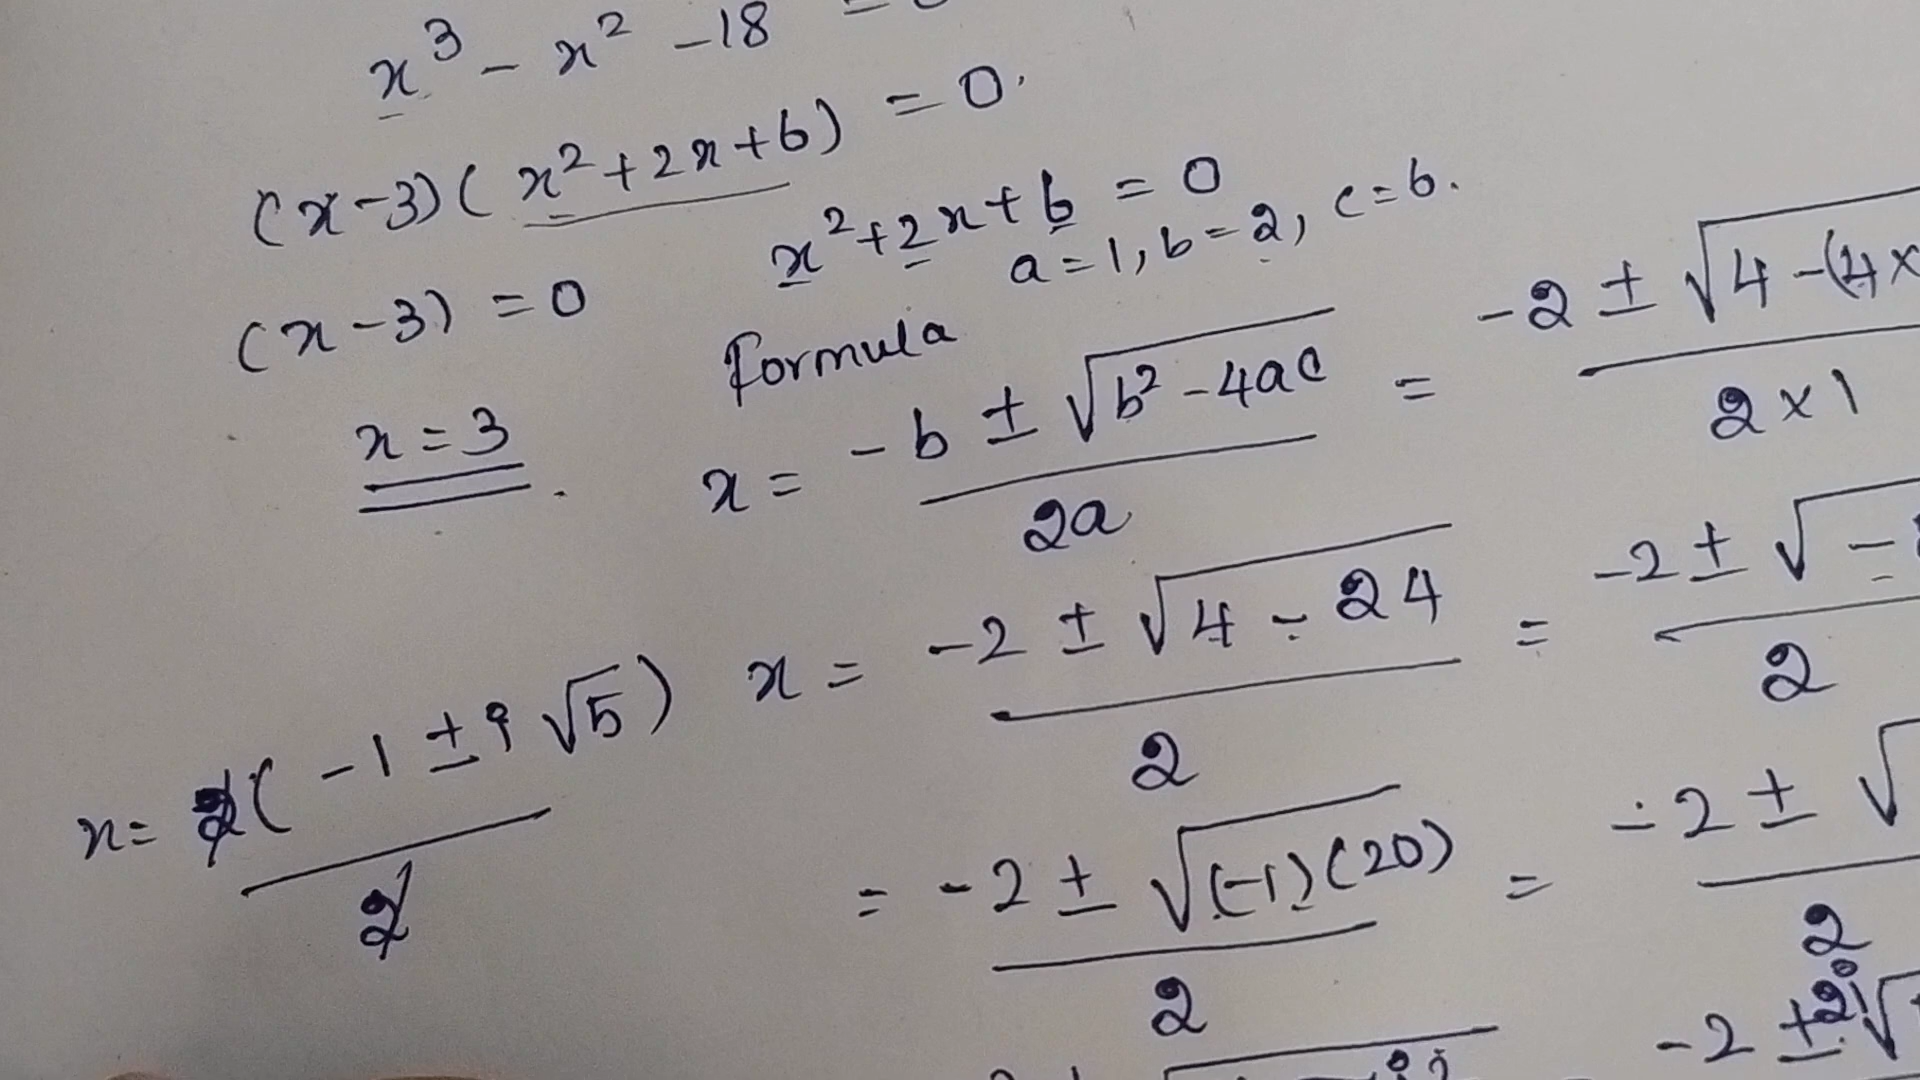 x³ - x² - 18 =
(x-3)(x²+2x+6) = 0.
(x-3) = 0
x = 3
x²+2x+6 = 0
a=1, b=2, c=6.
Formula
x = -b ± √b²-4ac / 2a = -2 ± √4-(4× / 2×1
x = -2 ± √4-24 / 2 = -2 ± √- / 2
= -2 ± √(-1)(20) / 2 = -2 ± √ / 2
-2 ± 2i√
x = 2(-1 ± i√5) / 2